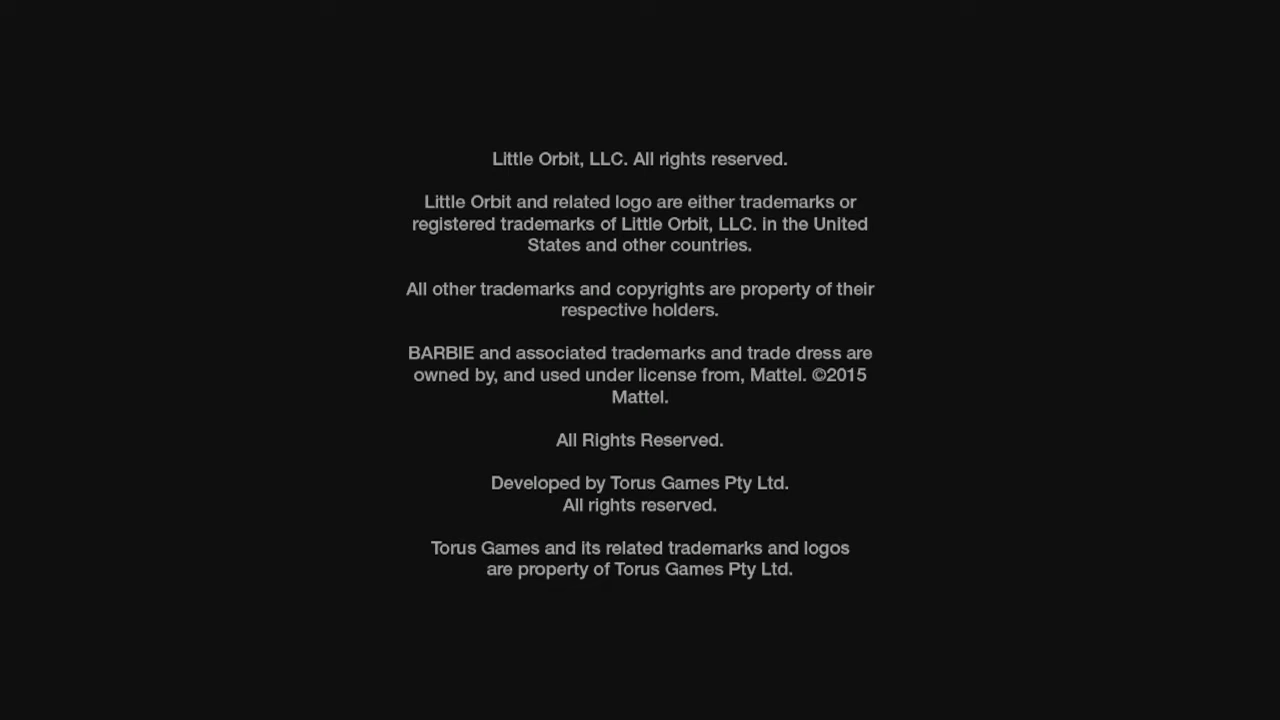 Little Orbit, LLC. All rights reserved.
Little Orbit and related logo are either trademarks or
registered trademarks of Little Orbit, LLC. in the United
States and other countries.
All other trademarks and copyrights are property of their
respective holders.
BARBIE and associated trademarks and trade dress are
owned by, and used under license from, Mattel. ©2015
Mattel.
All Rights Reserved.
Developed by Torus Games Pty Ltd.
All rights reserved.
Torus Games and its related trademarks and logos
are property of Torus Games Pty Ltd.